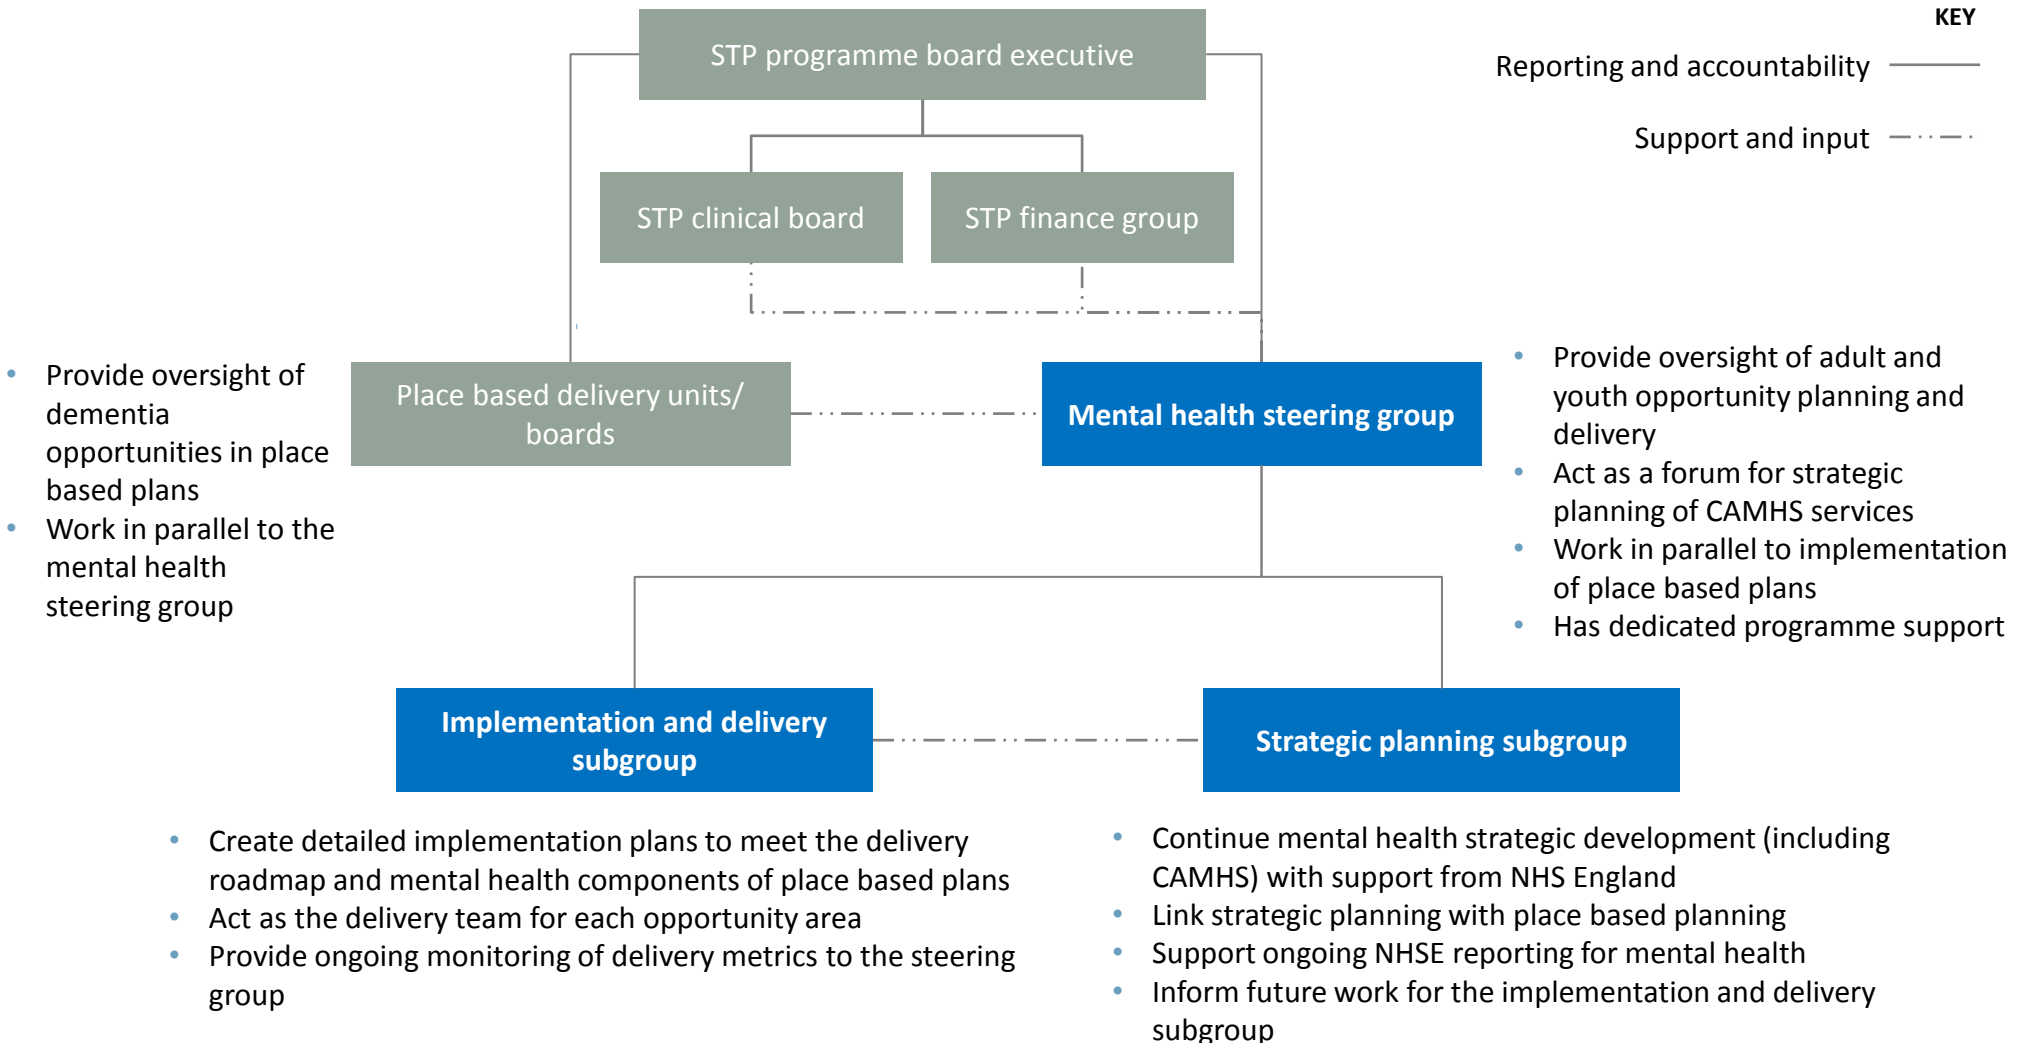 STP programme board executive
KEY
Reporting and accountability
Support and input
STP clinical board
STP finance group
Place based delivery units/
boards
Mental health steering group
• Provide oversight of
dementia
opportunities in place
based plans
• Work in parallel to the
mental health
steering group
• Provide oversight of adult and
youth opportunity planning and
delivery
• Act as a forum for strategic
planning of CAMHS services
• Work in parallel to implementation
of place based plans
• Has dedicated programme support
Implementation and delivery
subgroup
Strategic planning subgroup
• Create detailed implementation plans to meet the delivery
roadmap and mental health components of place based plans
• Act as the delivery team for each opportunity area
• Provide ongoing monitoring of delivery metrics to the steering
group
• Continue mental health strategic development (including
CAMHS) with support from NHS England
• Link strategic planning with place based planning
• Support ongoing NHSE reporting for mental health
• Inform future work for the implementation and delivery
subgroup